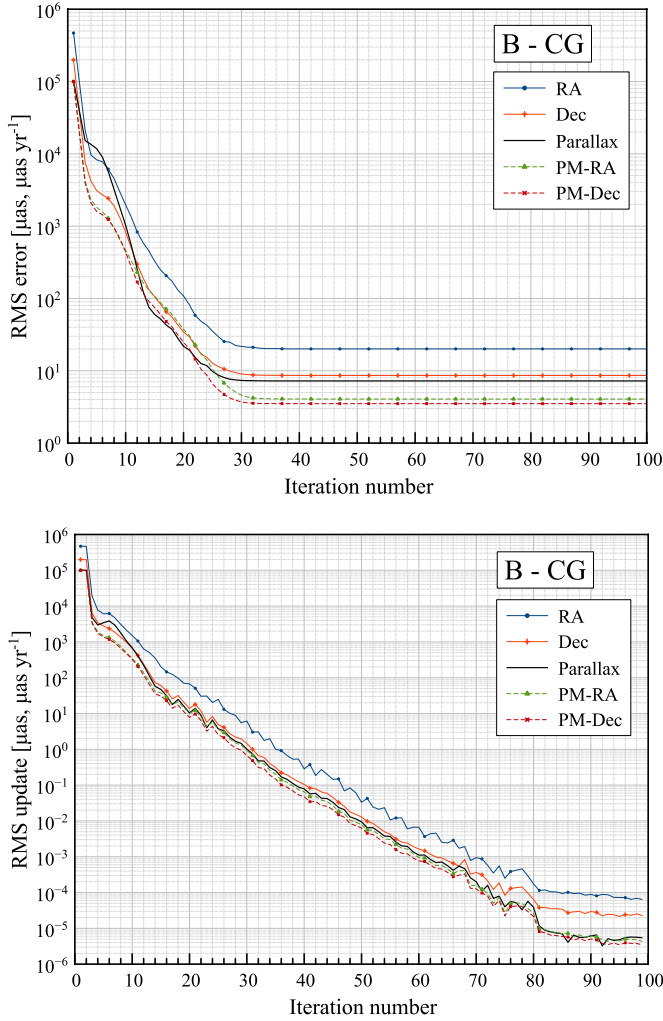 B - CG
RA
Dec
Parallax
PM-RA
PM-Dec
RMS error [μas, μas yr⁻¹]
10⁶
10⁵
10⁴
10³
10²
10¹
10⁰
0 10 20 30 40 50 60 70 80 90 100
Iteration number
B - CG
RA
Dec
Parallax
PM-RA
PM-Dec
RMS update [μas, μas yr⁻¹]
10⁶
10⁵
10⁴
10³
10²
10¹
10⁰
10⁻¹
10⁻²
10⁻³
10⁻⁴
10⁻⁵
10⁻⁶
0 10 20 30 40 50 60 70 80 90 100
Iteration number